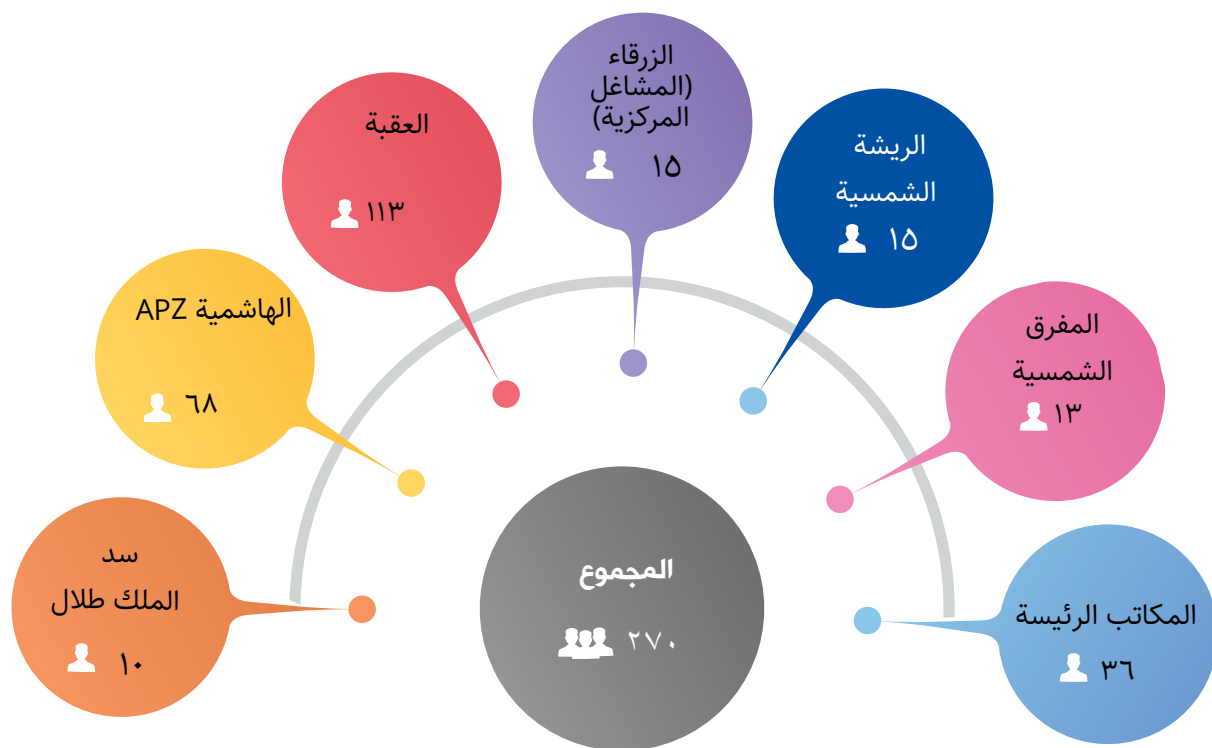 الزرقاء
(المشاغل
المركزية)
١٥
العقبة
١١٣
الريشة
الشمسية
١٥
الهاشمية APZ
٦٨
المفرق
الشمسية
١٣
سد
الملك طلال
١٠
المكاتب الرئيسة
٣٦
المجموع
٢٧٠